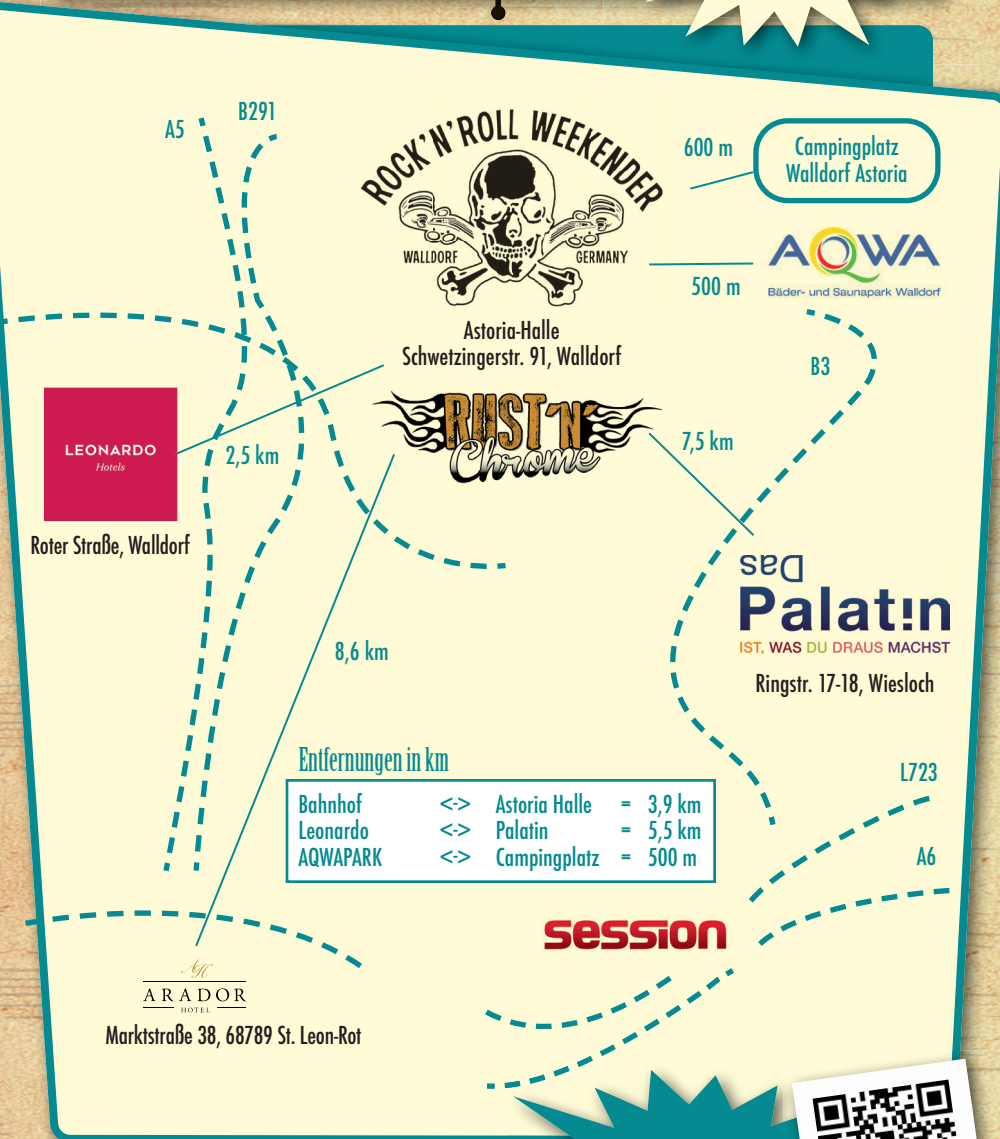 A5
B291
ROCK'N'ROLL WEEKENDER
WALLDORF GERMANY
600 m
Campingplatz
Walldorf Astoria
AQWA
Bäder- und Saunapark Walldorf
500 m
Astoria-Halle
Schwetzingerstr. 91, Walldorf
B3
RUST'N'
Chrome
LEONARDO
Hotels
2,5 km
7,5 km
Roter Straße, Walldorf
Das
Palatin
IST, WAS DU DRAUS MACHST
Ringstr. 17-18, Wiesloch
8,6 km
Entfernungen in km
Bahnhof <-> Astoria Halle = 3,9 km
Leonardo <-> Palatin = 5,5 km
AQWAPARK <-> Campingplatz = 500 m
L723
A6
session
AH
ARADOR
HOTEL
Marktstraße 38, 68789 St. Leon-Rot